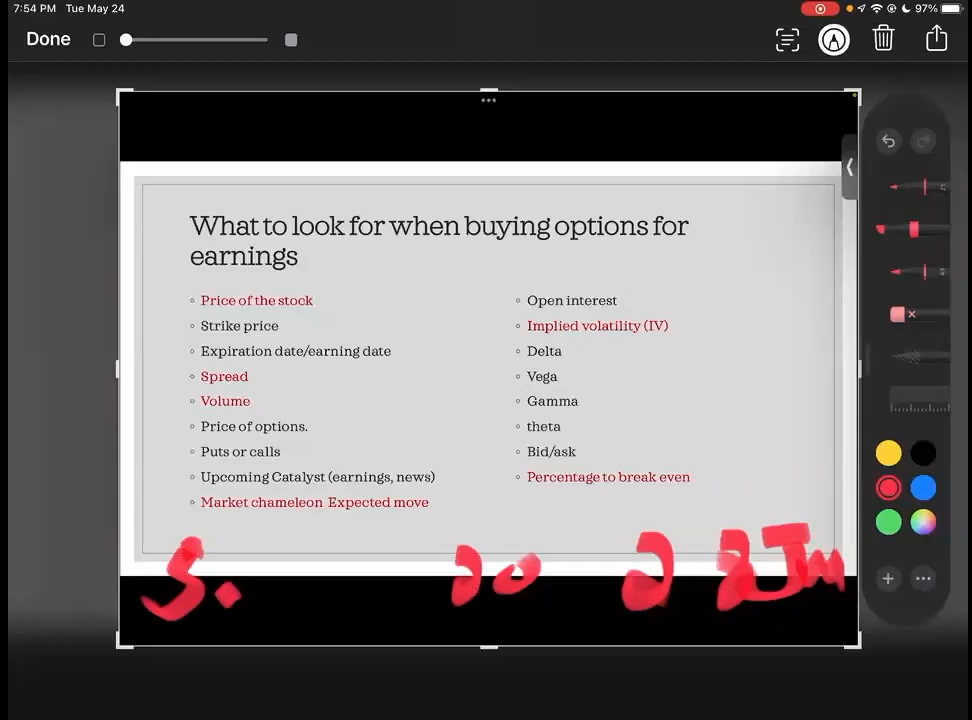 7:54 PM Tue May 24
97%
Done
What to look for when buying options for
earnings
Price of the stock
Strike price
Expiration date/earning date
Spread
Volume
Price of options.
Puts or calls
Upcoming Catalyst (earnings, news)
Market chameleon Expected move
Open interest
Implied volatility (IV)
Delta
Vega
Gamma
theta
Bid/ask
Percentage to break even